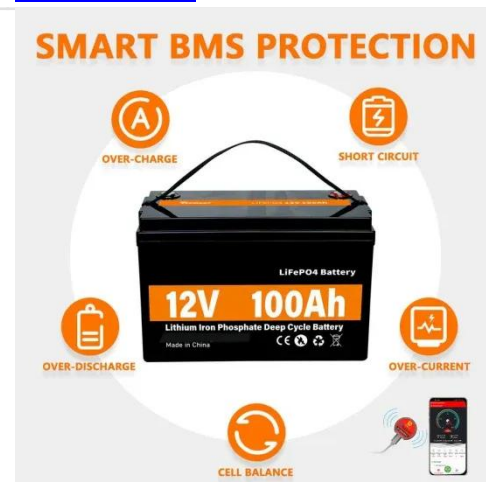 SMART BMS PROTECTION
OVER-CHARGE
SHORT CIRCUIT
LiFePO4 Battery
12V 100Ah
Lithium Iron Phosphate Deep Cycle Battery
Made in China
CE
OVER-DISCHARGE
OVER-CURRENT
CELL BALANCE